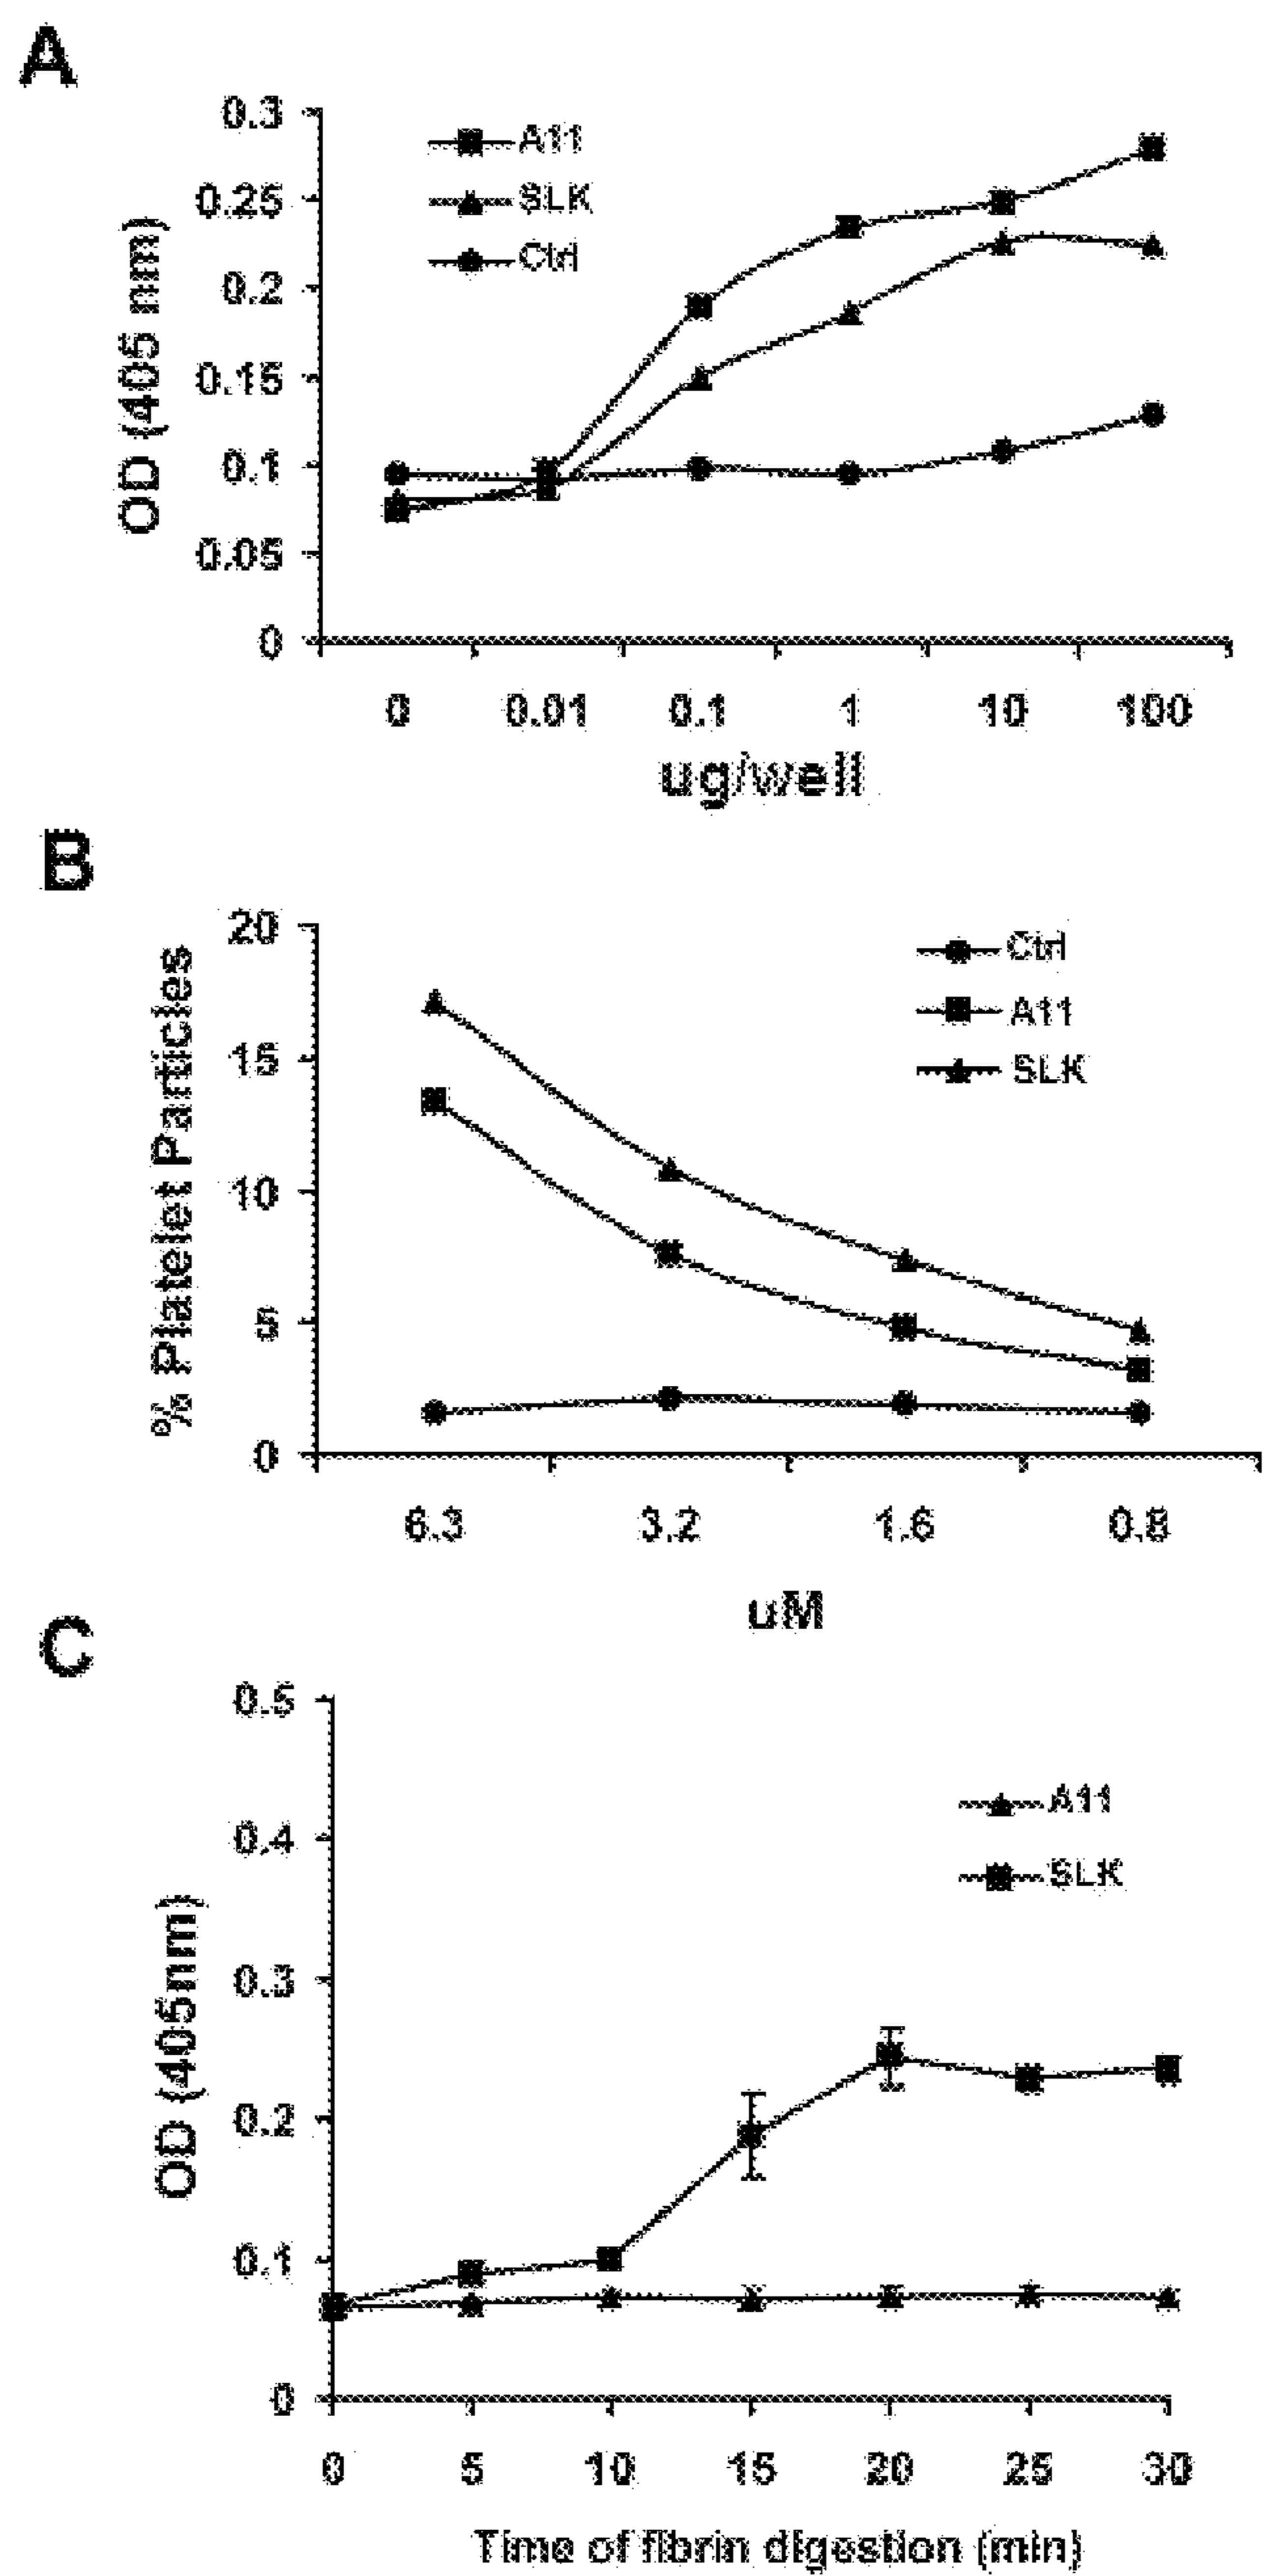 A
0.3
0.25
0.2
0.15
0.1
0.05
0
A11
SLK
Ctrl
OD (405 nm)
0 0.01 0.1 1 10 100
ug/well
B
20
15
10
5
0
Ctrl
A11
SLK
% Platelet Particles
6.3 3.2 1.6 0.8
uM
C
0.5
0.4
0.3
0.2
0.1
0
A11
SLK
OD (405nm)
0 5 10 15 20 25 30
Time of fibrin digestion (min)